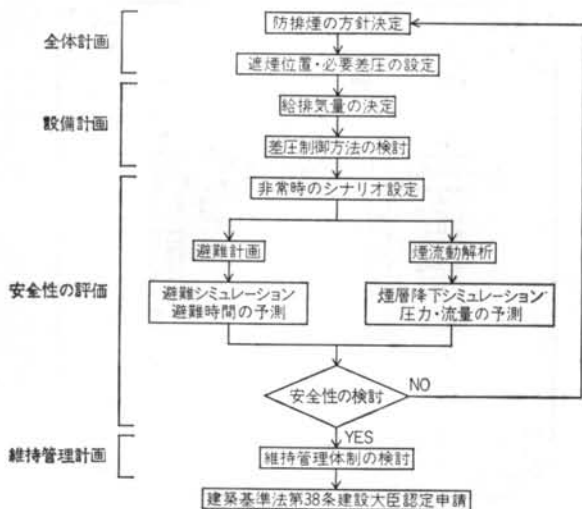 防排煙の方針決定
全体計画
遮煙位置・必要差圧の設定
給排気量の決定
設備計画
差圧制御方法の検討
非常時のシナリオ設定
避難計画
煙流動解析
安全性の評価
避難シミュレーション
避難時間の予測
煙層降下シミュレーション
圧力・流量の予測
安全性の検討
NO
YES
維持管理計画
維持管理体制の検討
建築基準法第38条建設大臣認定申請